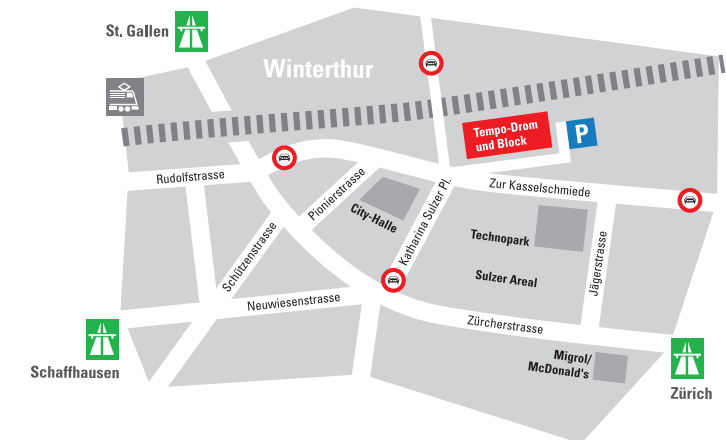 St. Gallen
Winterthur
Tempo-Drom
und Block
P
Rudolfstrasse
Pionierstrasse
City-Halle
Katharina Sulzer Pl.
Zur Kasselschmiede
Technopark
Schützenstrasse
Sulzer Areal
Jägerstrasse
Neuwiesenstrasse
Zürcherstrasse
Migrol/
McDonald's
Schaffhausen
Zürich